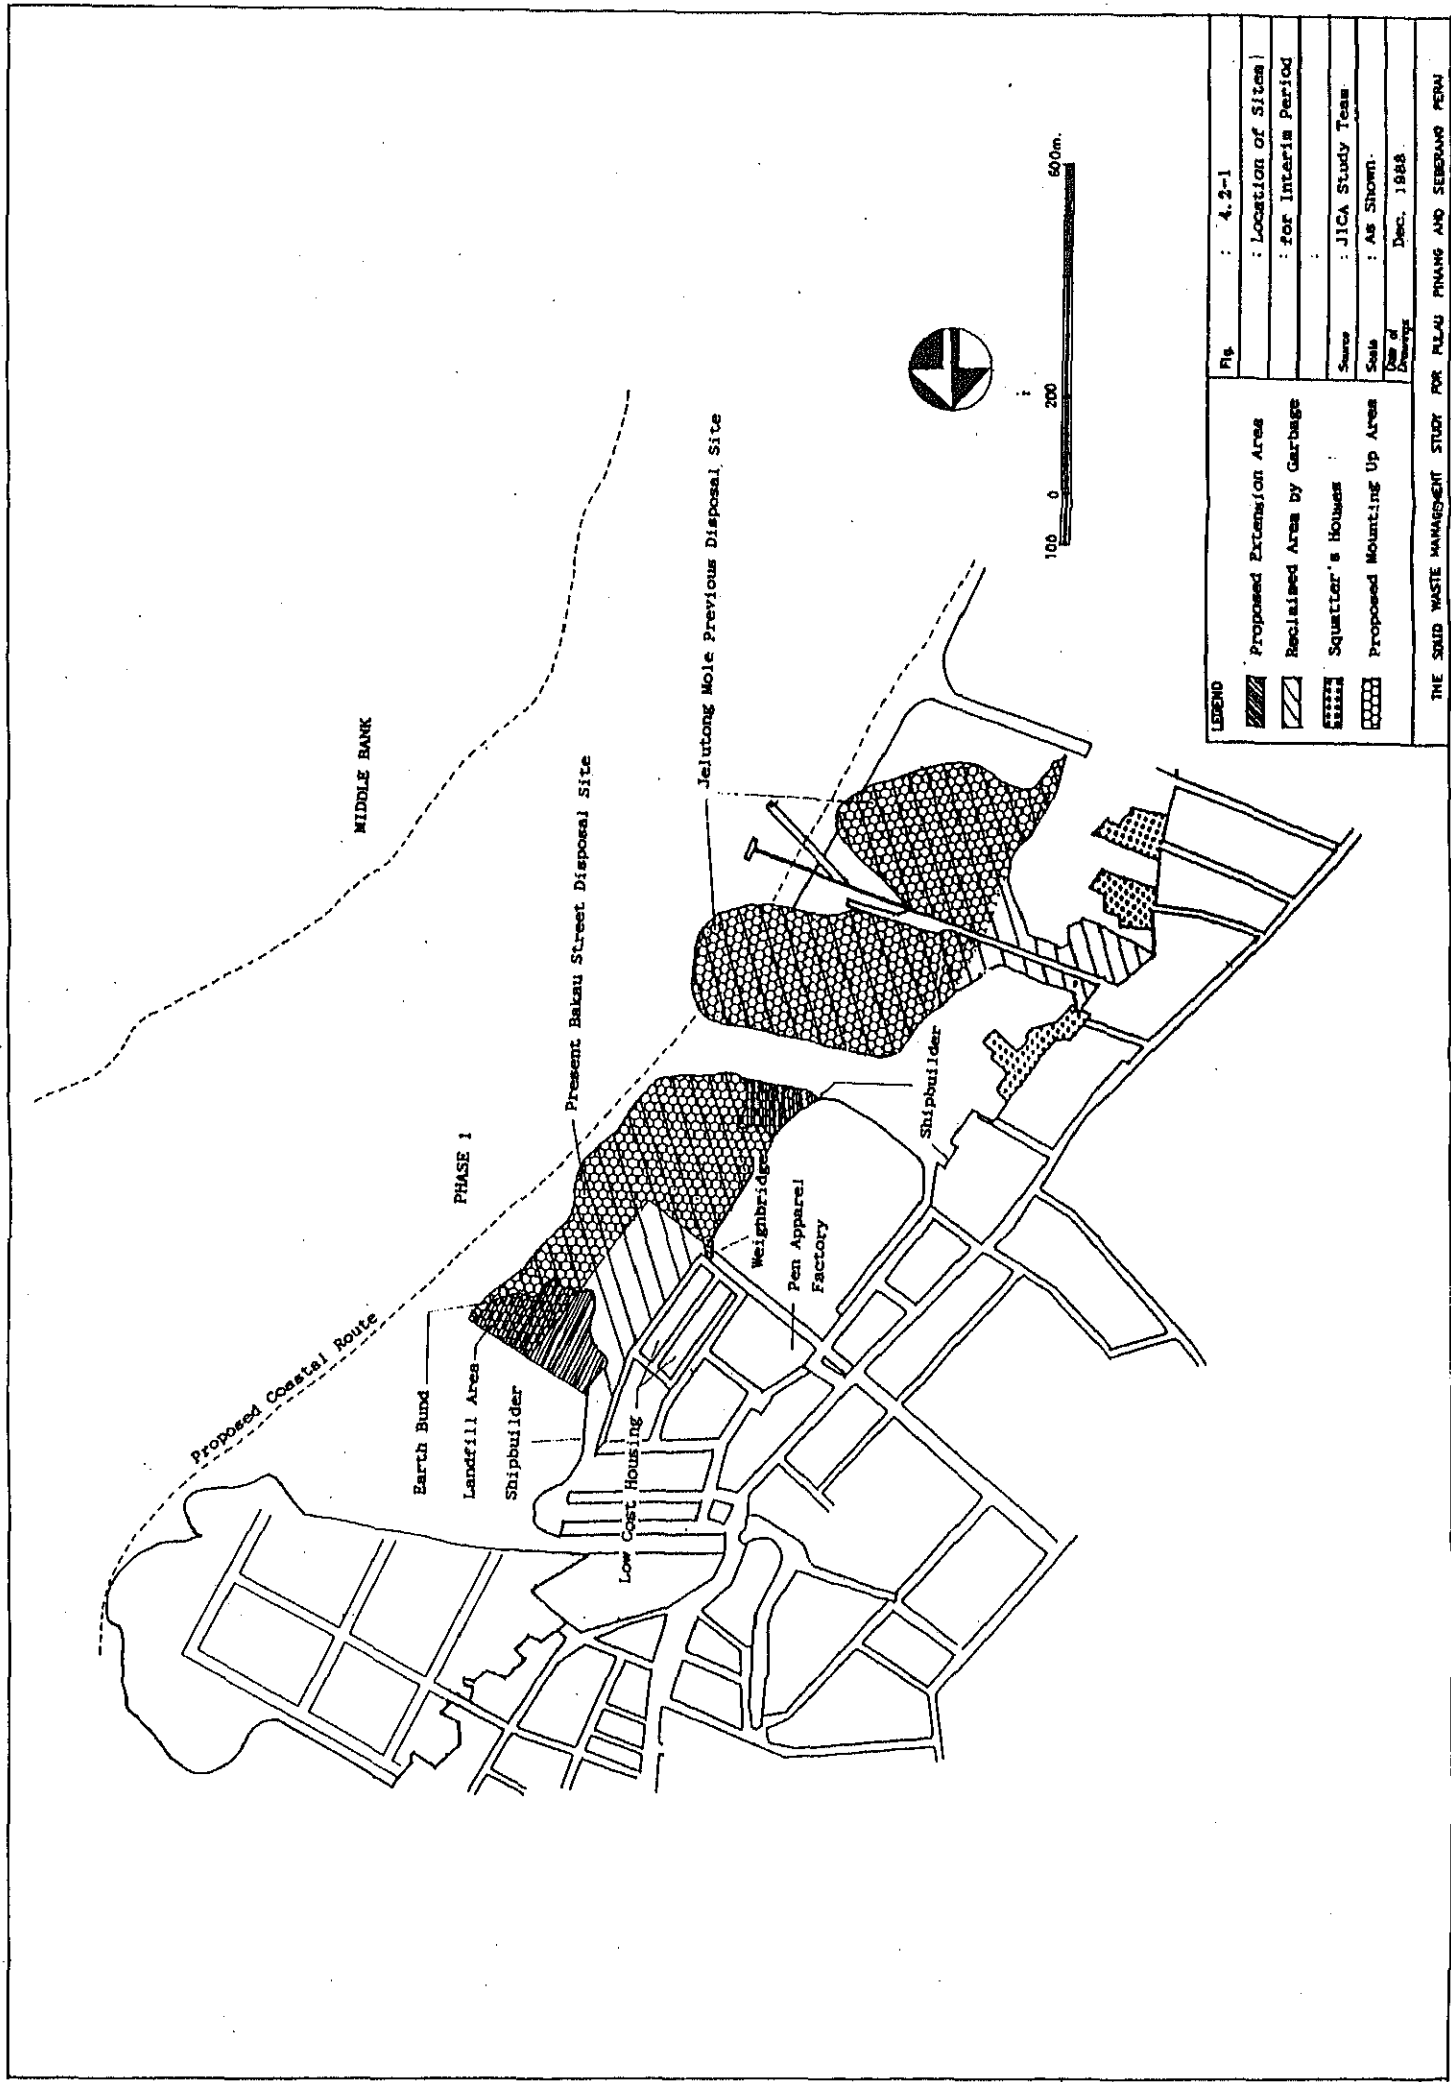 MIDDLE BANK
PHASE 1
Proposed Coastal Route
Earth Bund
Landfill Area
Shipbuilder
Low Cost Housing
Present Bakau Street Disposal Site
Jelutong Mole Previous Disposal Site
Weighbridge
Pen Apparel
Factory
Shipbuilder
100 0 200 600m.
LEGEND
Proposed Extension Area
Reclaimed Area by Garbage
Squatter's Houses
Proposed Mounting Up Area
Fig. : 4.2-1
: Location of Sites
: for Interim Period
:
Source : JICA Study Team
Scale : As Shown
Date of
Drawings Dec. 1988
THE SOLID WASTE MANAGEMENT STUDY FOR PULAU PINANG AND SEBERANG PERAI